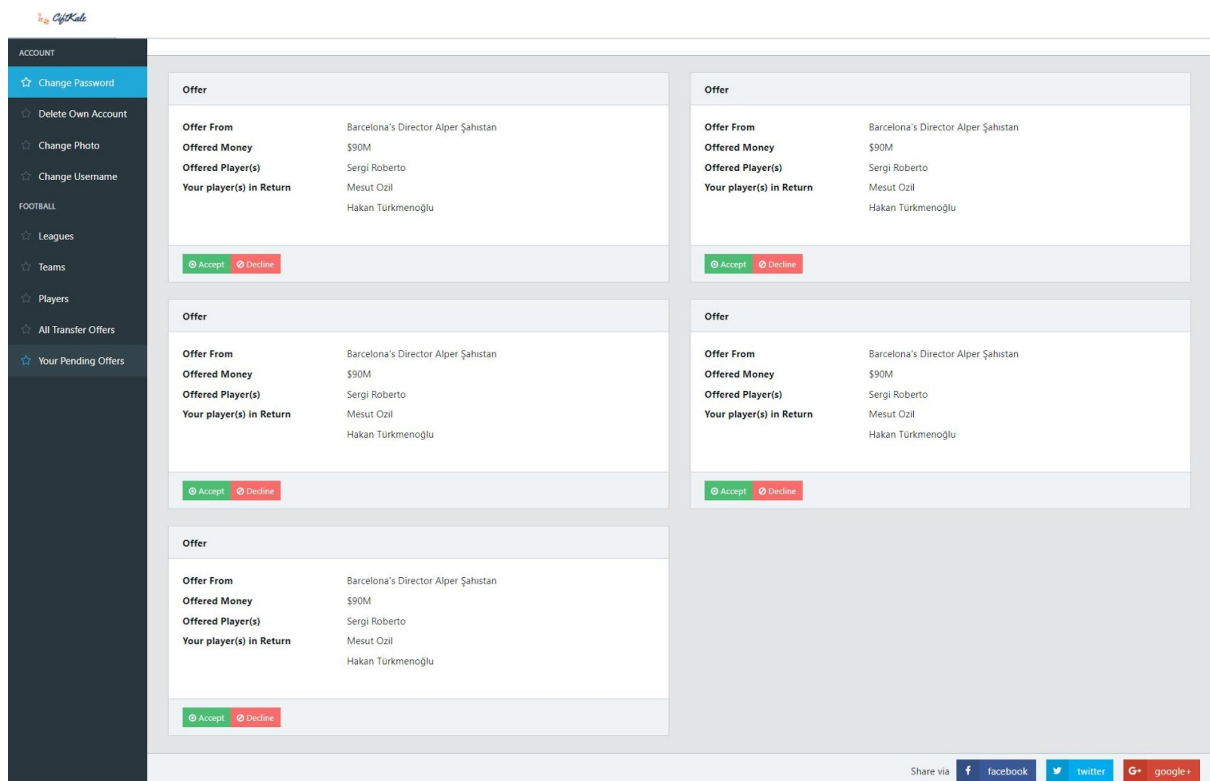 ÇiftKale
ACCOUNT
Change Password
Delete Own Account
Change Photo
Change Username
FOOTBALL
Leagues
Teams
Players
All Transfer Offers
Your Pending Offers
Offer
Offer From Barcelona's Director Alper Şahıstan
Offered Money $90M
Offered Player(s) Sergi Roberto
Your player(s) in Return Mesut Ozil
Hakan Türkmenoğlu
Accept Decline
Offer
Offer From Barcelona's Director Alper Şahıstan
Offered Money $90M
Offered Player(s) Sergi Roberto
Your player(s) in Return Mesut Ozil
Hakan Türkmenoğlu
Accept Decline
Offer
Offer From Barcelona's Director Alper Şahıstan
Offered Money $90M
Offered Player(s) Sergi Roberto
Your player(s) in Return Mesut Ozil
Hakan Türkmenoğlu
Accept Decline
Offer
Offer From Barcelona's Director Alper Şahıstan
Offered Money $90M
Offered Player(s) Sergi Roberto
Your player(s) in Return Mesut Ozil
Hakan Türkmenoğlu
Accept Decline
Offer
Offer From Barcelona's Director Alper Şahıstan
Offered Money $90M
Offered Player(s) Sergi Roberto
Your player(s) in Return Mesut Ozil
Hakan Türkmenoğlu
Accept Decline
Share via facebook twitter G+ google+